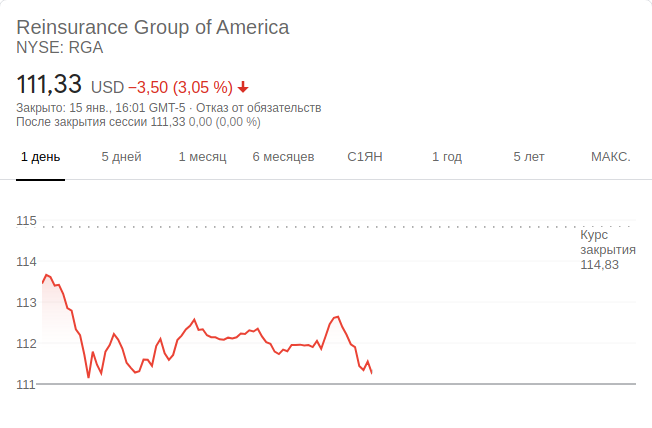 Reinsurance Group of America
NYSE: RGA
111,33 USD −3,50 (3,05 %)
Закрыто: 15 янв., 16:01 GMT-5 · Отказ от обязательств
После закрытия сессии 111,33 0,00 (0,00 %)
1 день 5 дней 1 месяц 6 месяцев С1ЯН 1 год 5 лет МАКС.
115
Курс
закрытия
114,83
114
113
112
111